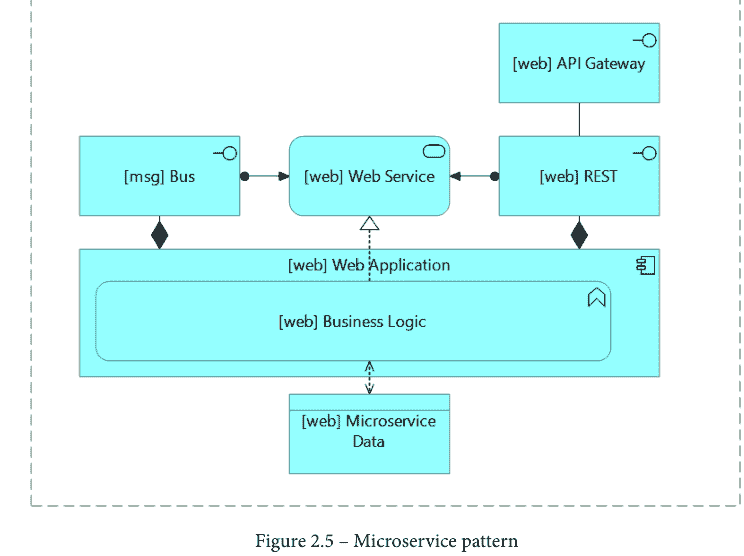 [web] API Gateway
[msg] Bus
[web] Web Service
[web] REST
[web] Web Application
[web] Business Logic
[web] Microservice
Data
Figure 2.5 – Microservice pattern